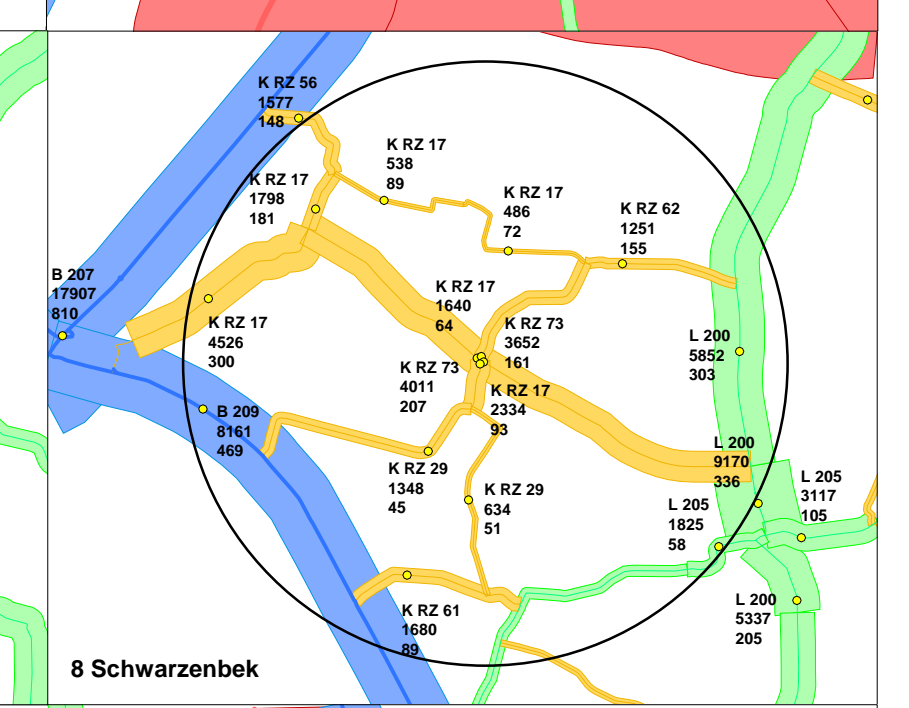 K RZ 56
1577
148
K RZ 17
538
89
K RZ 17
1798
181
K RZ 17
486
72
K RZ 62
1251
155
B 207
17907
810
K RZ 17
1640
64
K RZ 17
4526
300
K RZ 73
3652
161
L 200
5852
303
K RZ 73
4011
207
K RZ 17
2334
93
B 209
8161
469
L 200
9170
336
K RZ 29
1348
45
K RZ 29
634
51
L 205
1825
58
L 205
3117
105
K RZ 61
1680
89
L 200
5337
205
8 Schwarzenbek